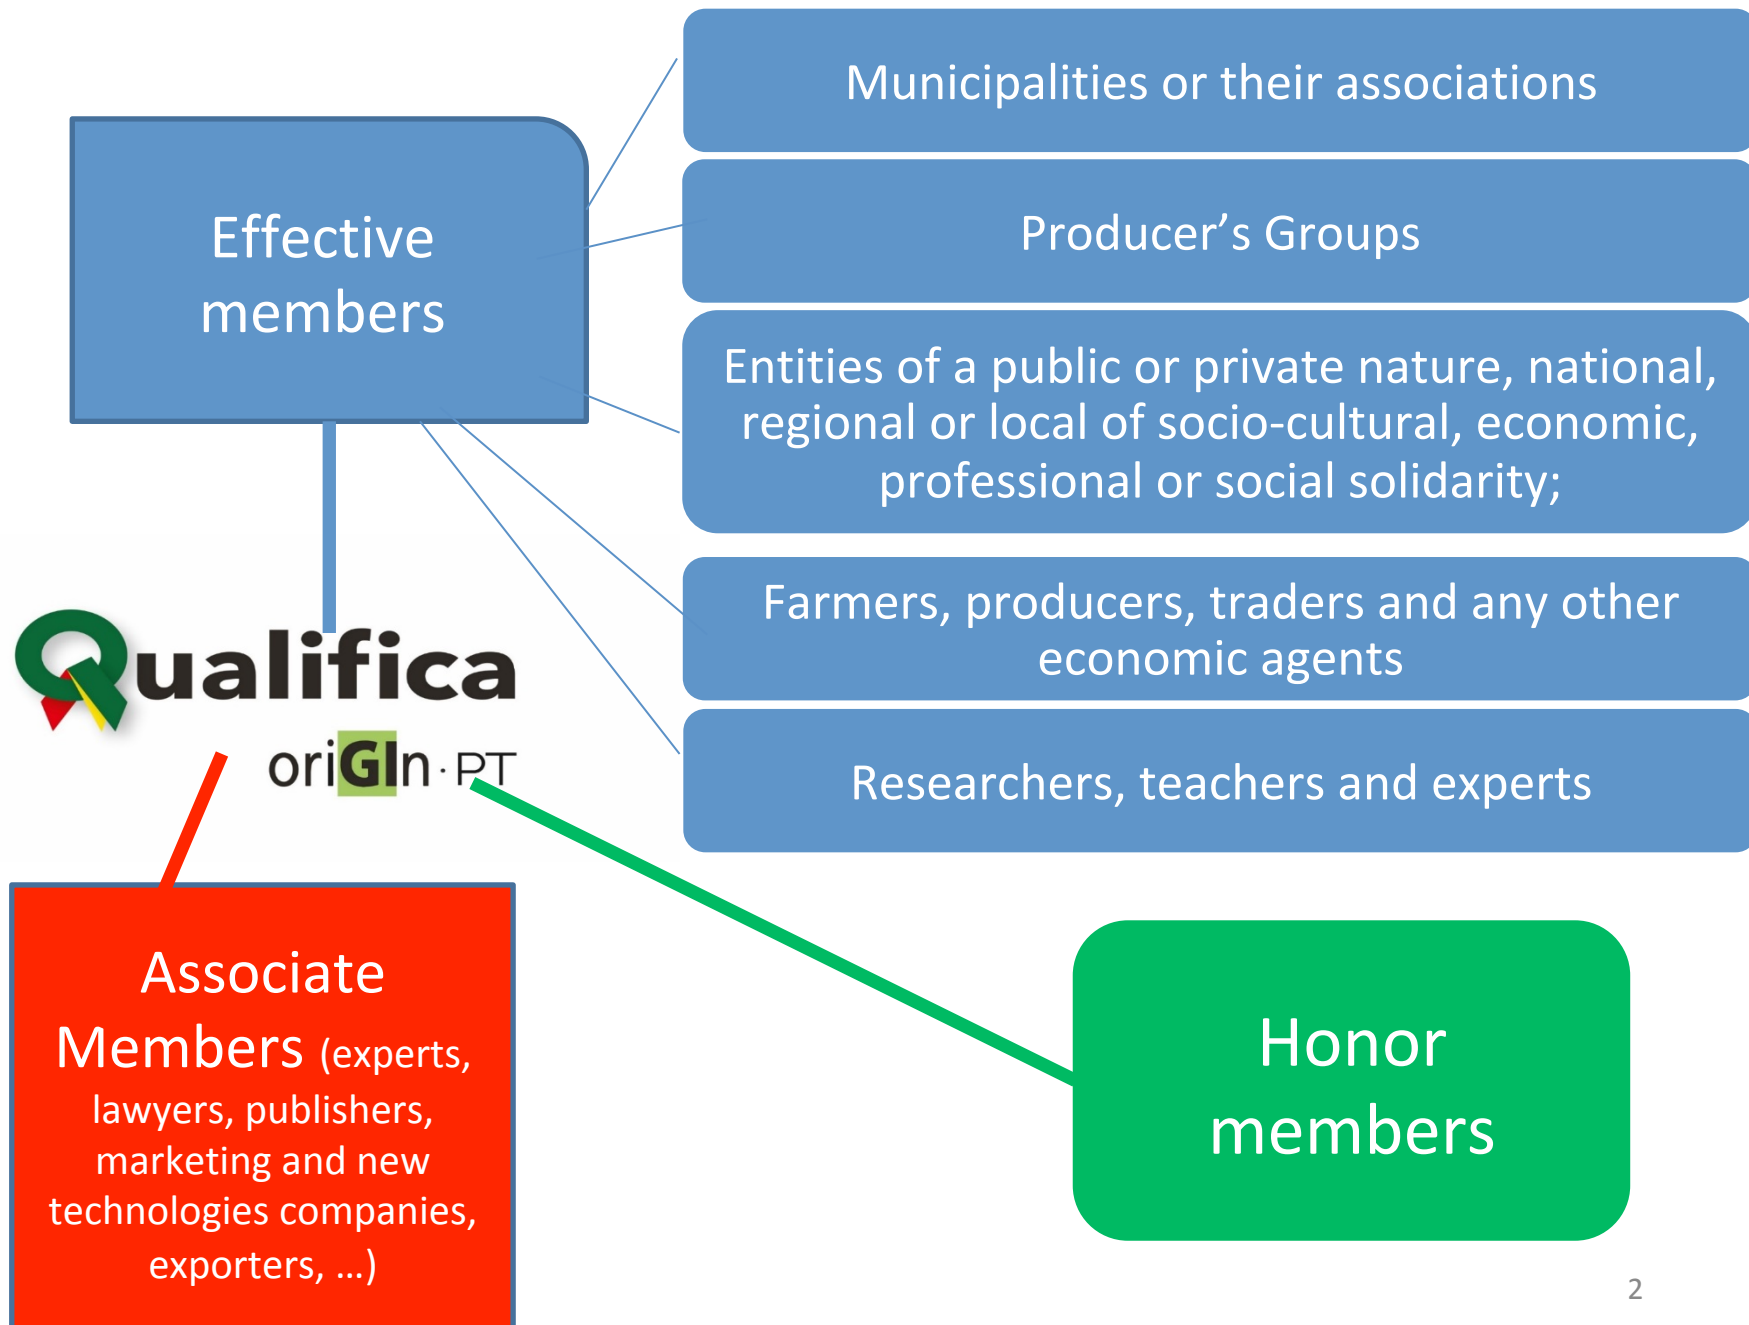 Municipalities or their associations
Effective
members
Producer’s Groups
Entities of a public or private nature, national,
regional or local of socio-cultural, economic,
professional or social solidarity;
Farmers, producers, traders and any other
economic agents
Researchers, teachers and experts
Qualifica
oriGIn · PT
Associate
Members (experts,
lawyers, publishers,
marketing and new
technologies companies,
exporters, ...)
Honor
members
2